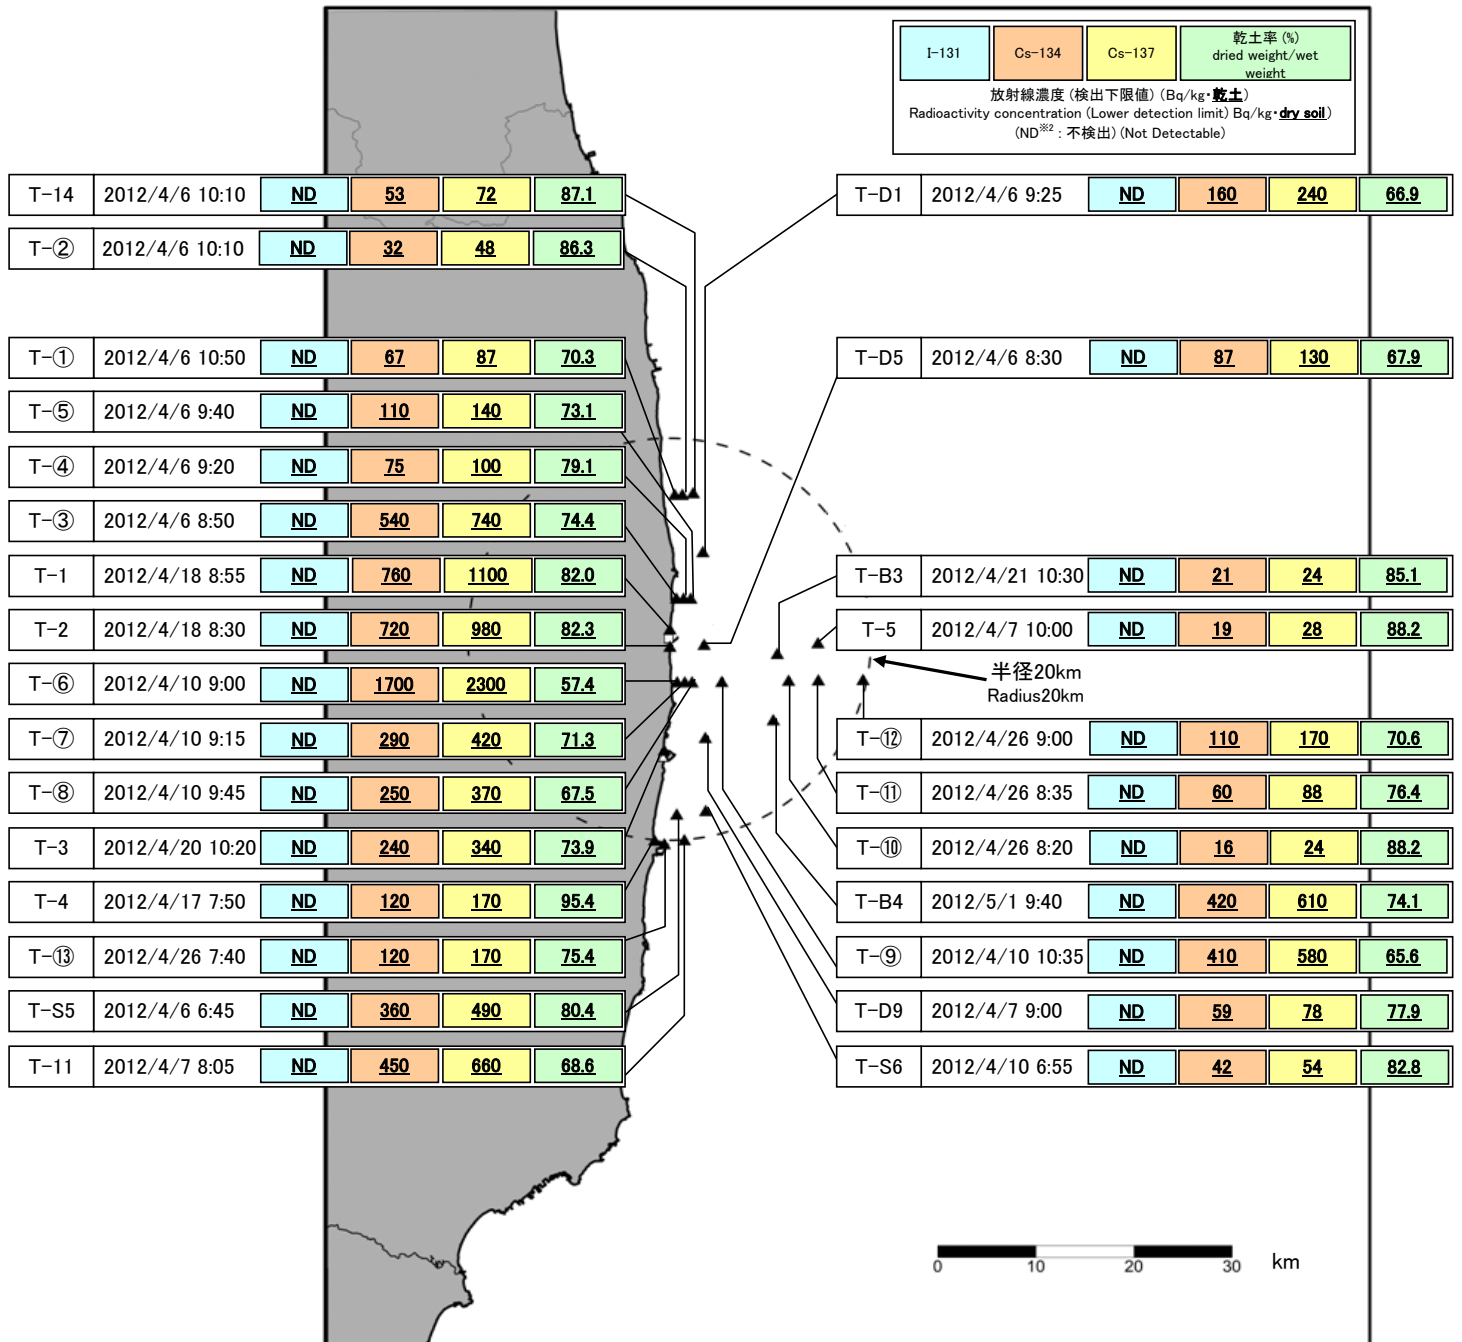 I-131 Cs-134 Cs-137 乾土率 (%)
dried weight/wet
weight
放射線濃度 (検出下限値) (Bq/kg・乾土)
Radioactivity concentration (Lower detection limit) Bq/kg・dry soil)
(ND※2 : 不検出) (Not Detectable)
T-14 2012/4/6 10:10 ND 53 72 87.1
T-② 2012/4/6 10:10 ND 32 48 86.3
T-① 2012/4/6 10:50 ND 67 87 70.3
T-⑤ 2012/4/6 9:40 ND 110 140 73.1
T-④ 2012/4/6 9:20 ND 75 100 79.1
T-③ 2012/4/6 8:50 ND 540 740 74.4
T-1 2012/4/18 8:55 ND 760 1100 82.0
T-2 2012/4/18 8:30 ND 720 980 82.3
T-⑥ 2012/4/10 9:00 ND 1700 2300 57.4
T-⑦ 2012/4/10 9:15 ND 290 420 71.3
T-⑧ 2012/4/10 9:45 ND 250 370 67.5
T-3 2012/4/20 10:20 ND 240 340 73.9
T-4 2012/4/17 7:50 ND 120 170 95.4
T-⑬ 2012/4/26 7:40 ND 120 170 75.4
T-S5 2012/4/6 6:45 ND 360 490 80.4
T-11 2012/4/7 8:05 ND 450 660 68.6
T-D1 2012/4/6 9:25 ND 160 240 66.9
T-D5 2012/4/6 8:30 ND 87 130 67.9
T-B3 2012/4/21 10:30 ND 21 24 85.1
T-5 2012/4/7 10:00 ND 19 28 88.2
半径20km
Radius20km
T-⑫ 2012/4/26 9:00 ND 110 170 70.6
T-⑪ 2012/4/26 8:35 ND 60 88 76.4
T-⑩ 2012/4/26 8:20 ND 16 24 88.2
T-B4 2012/5/1 9:40 ND 420 610 74.1
T-⑨ 2012/4/10 10:35 ND 410 580 65.6
T-D9 2012/4/7 9:00 ND 59 78 77.9
T-S6 2012/4/10 6:55 ND 42 54 82.8
0 10 20 30 km